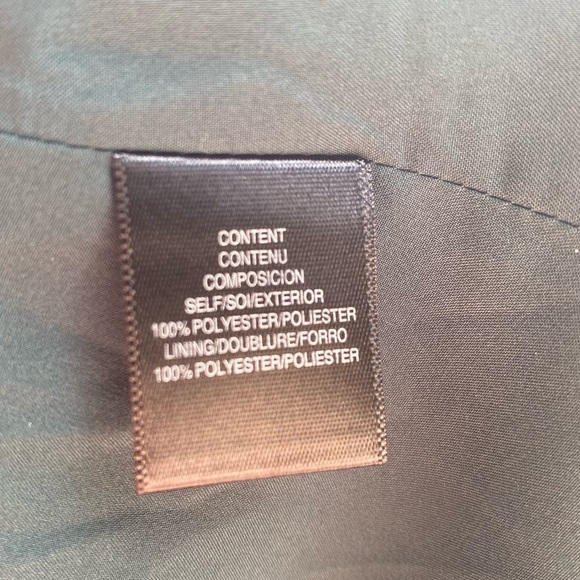 CONTENT
CONTENU
COMPOSICION
SELF/SOI/EXTERIOR
100% POLYESTER/POLIESTER
LINING/DOUBLURE/FORRO
100% POLYESTER/POLIESTER